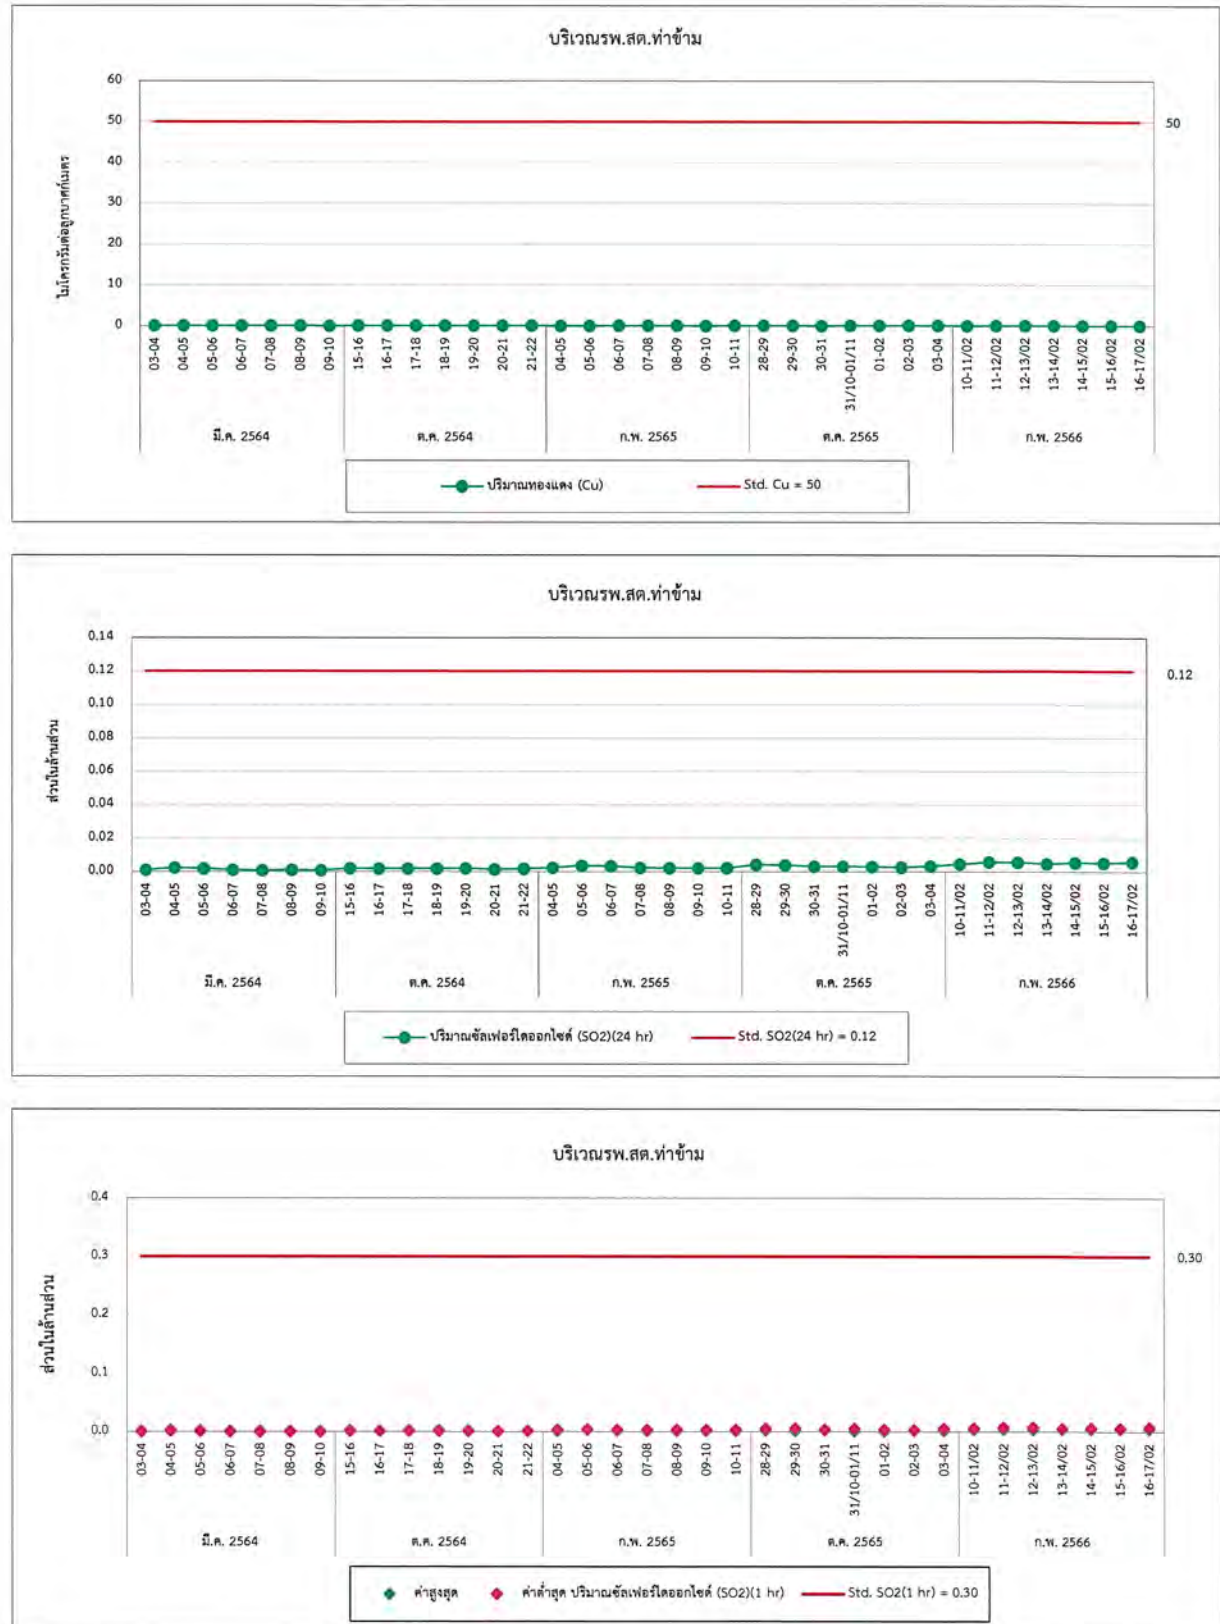 บริเวณรพ.สต.ท่าข้าม
60
50
40
30
20
10
0
50
ไมโครกรัมต่อลูกบาศก์เมตร
03-04 04-05 05-06 06-07 07-08 08-09 09-10 15-16 16-17 17-18 18-19 19-20 20-21 21-22 04-05 05-06 06-07 07-08 08-09 09-10 10-11 28-29 29-30 30-31 31/10-01/11 01-02 02-03 03-04 10-11/02 11-12/02 12-13/02 13-14/02 14-15/02 15-16/02 16-17/02
มี.ค. 2564 ต.ค. 2564 ก.พ. 2565 ต.ค. 2565 ก.พ. 2566
ปริมาณทองแดง (Cu) Std. Cu = 50
บริเวณรพ.สต.ท่าข้าม
0.14
0.12
0.10
0.08
0.06
0.04
0.02
0.00
0.12
ส่วนในล้านส่วน
03-04 04-05 05-06 06-07 07-08 08-09 09-10 15-16 16-17 17-18 18-19 19-20 20-21 21-22 04-05 05-06 06-07 07-08 08-09 09-10 10-11 28-29 29-30 30-31 31/10-01/11 01-02 02-03 03-04 10-11/02 11-12/02 12-13/02 13-14/02 14-15/02 15-16/02 16-17/02
มี.ค. 2564 ต.ค. 2564 ก.พ. 2565 ต.ค. 2565 ก.พ. 2566
ปริมาณซัลเฟอร์ไดออกไซด์ (SO2)(24 hr) Std. SO2(24 hr) = 0.12
บริเวณรพ.สต.ท่าข้าม
0.4
0.3
0.2
0.1
0.0
0.30
ส่วนในล้านส่วน
03-04 04-05 05-06 06-07 07-08 08-09 09-10 15-16 16-17 17-18 18-19 19-20 20-21 21-22 04-05 05-06 06-07 07-08 08-09 09-10 10-11 28-29 29-30 30-31 31/10-01/11 01-02 02-03 03-04 10-11/02 11-12/02 12-13/02 13-14/02 14-15/02 15-16/02 16-17/02
มี.ค. 2564 ต.ค. 2564 ก.พ. 2565 ต.ค. 2565 ก.พ. 2566
ค่าสูงสุด ค่าต่ำสุด ปริมาณซัลเฟอร์ไดออกไซด์ (SO2)(1 hr) Std. SO2(1 hr) = 0.30